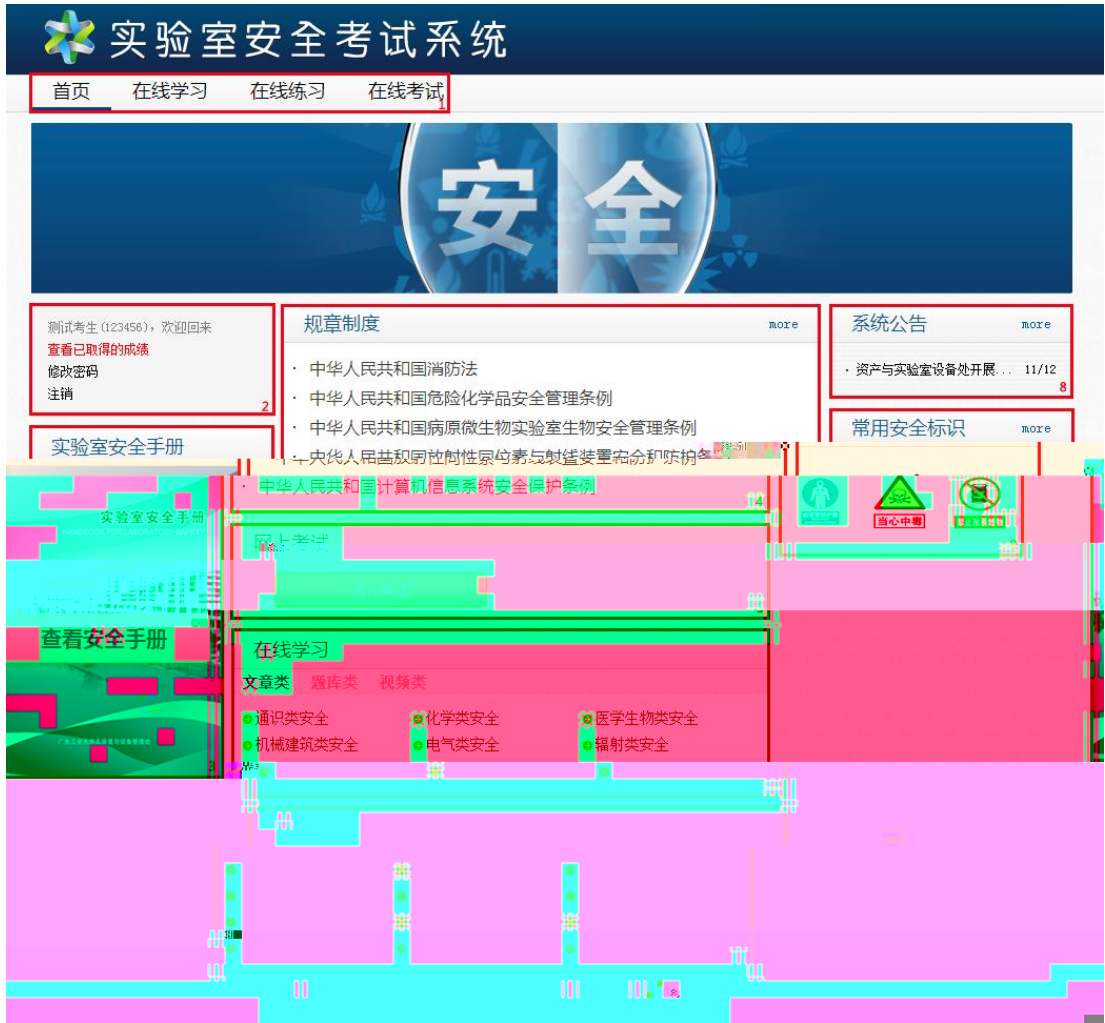 实验室安全考试系统
首页 在线学习 在线练习 在线考试
1
安全
测试考生(123456)，欢迎回来
查看已取得的成绩
修改密码
注销
2
实验室安全手册
实验室安全手册
HANDBOOK FOR LABORATORY SAFETY
查看安全手册
3
规章制度 more
· 中华人民共和国消防法
· 中华人民共和国危险化学品安全管理条例
· 中华人民共和国病原微生物实验室生物安全管理条例
· 中华人民共和国计算机信息系统安全保护条例
4
网上考试
在线学习
文章类 题库类 视频类
通识类安全 化学类安全 医学生物类安全
机械建筑类安全 电气类安全 辐射类安全
系统公告 more
· 资产与实验室设备处开展... 11/12
8
常用安全标识 more
当心中毒